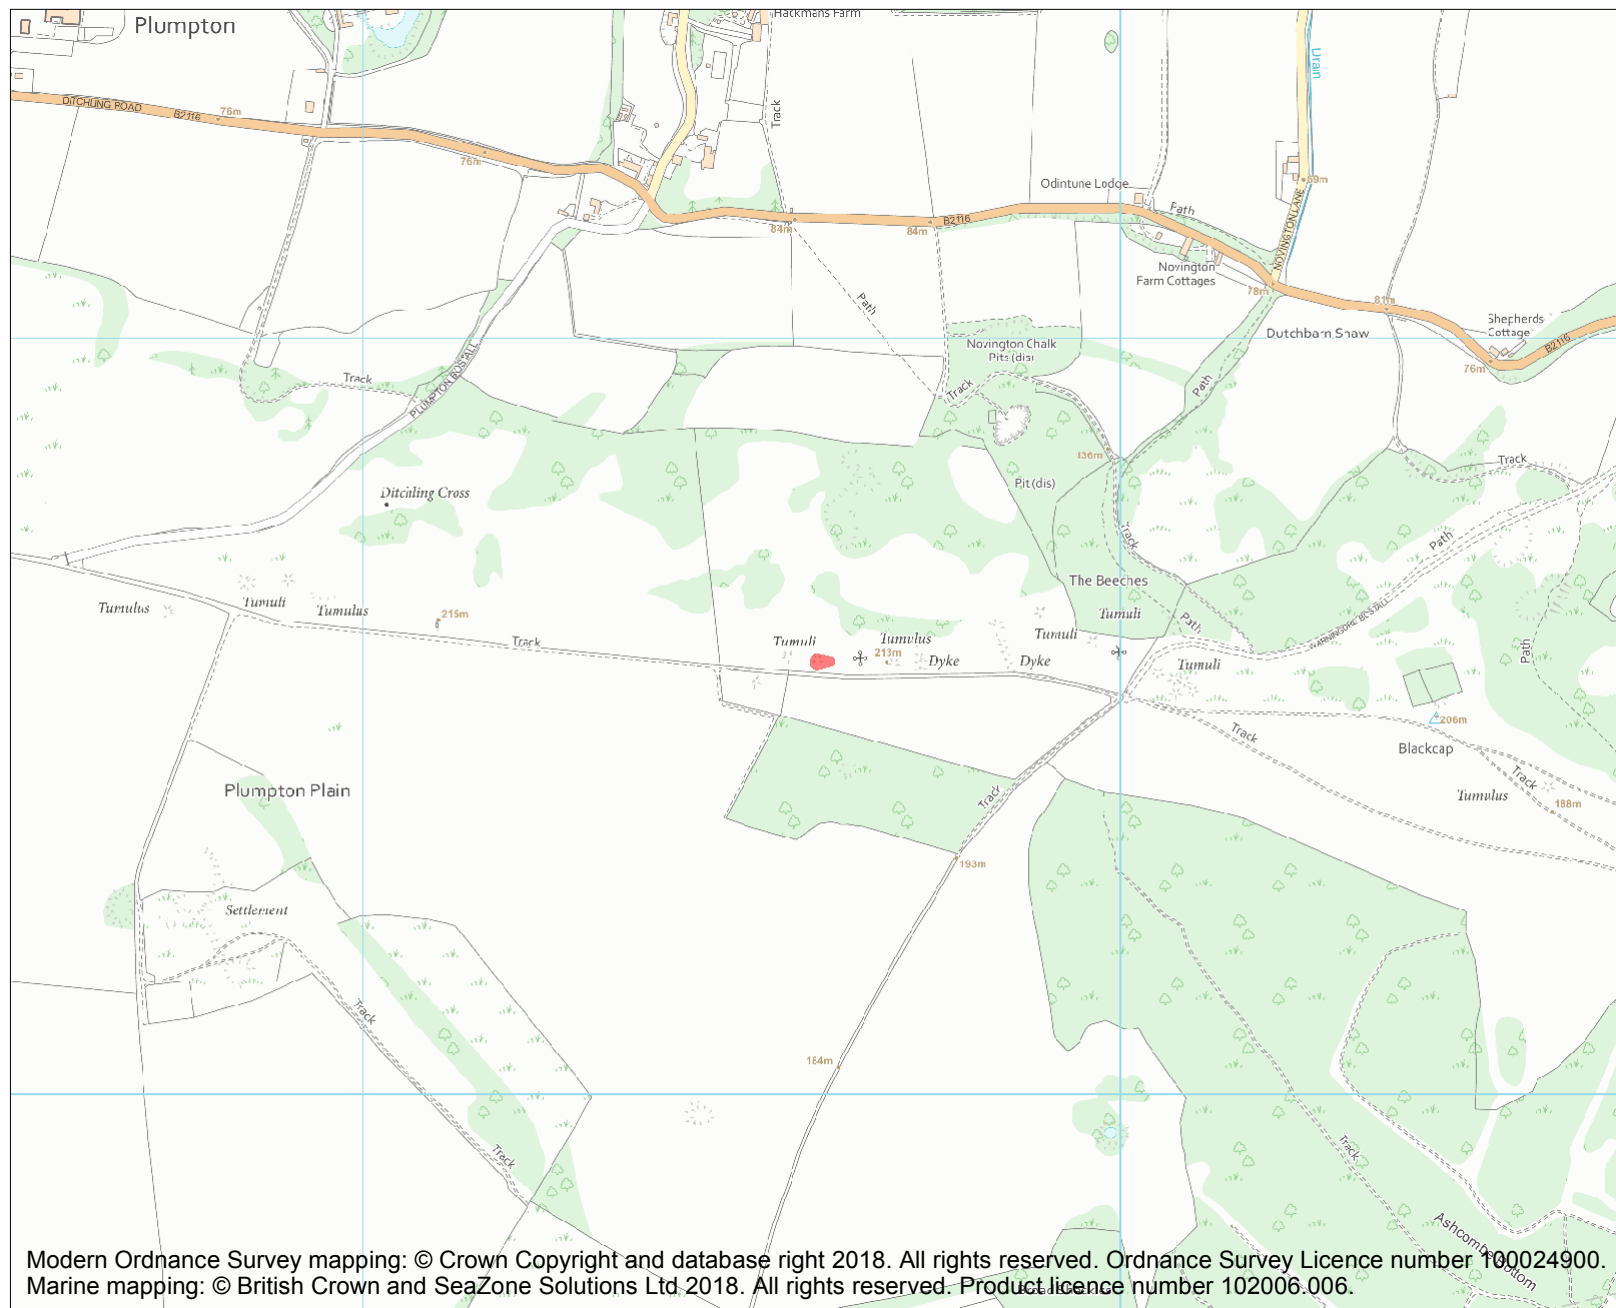 Plumpton
Hackmans Farm
Drain
DITCHLING ROAD
B2116
76m
Track
76m
Odintune Lodge
69m
Path
84m
84m
B2116
NOVINGTON LANE
Novington
Farm Cottages
78m
81m
Path
Shepherds
Cottage
Dutchbarn Shaw
B2116
76m
Novington Chalk
Pits (dis)
Track
PLUMPTON BOSTALL
Track
Path
136m
Track
Ditchling Cross
Pit (dis)
Track
Path
The Beeches
Tumulus
Tumuli
Tumulus
215m
Tumuli
Path
WARNINGORE BOSTALL
Track
Tumuli
Tumulus
213m
Tumuli
Dyke
Dyke
Tumuli
Path
206m
Track
Blackcap
Plumpton Plain
Track
Track
Tumulus
188m
193m
Settlement
Track
184m
Track
Track
Ashcombe Bottom
Modern Ordnance Survey mapping: © Crown Copyright and database right 2018. All rights reserved. Ordnance Survey Licence number 100024900.
Marine mapping: © British Crown and SeaZone Solutions Ltd 2018. All rights reserved. Product licence number 102006.006.